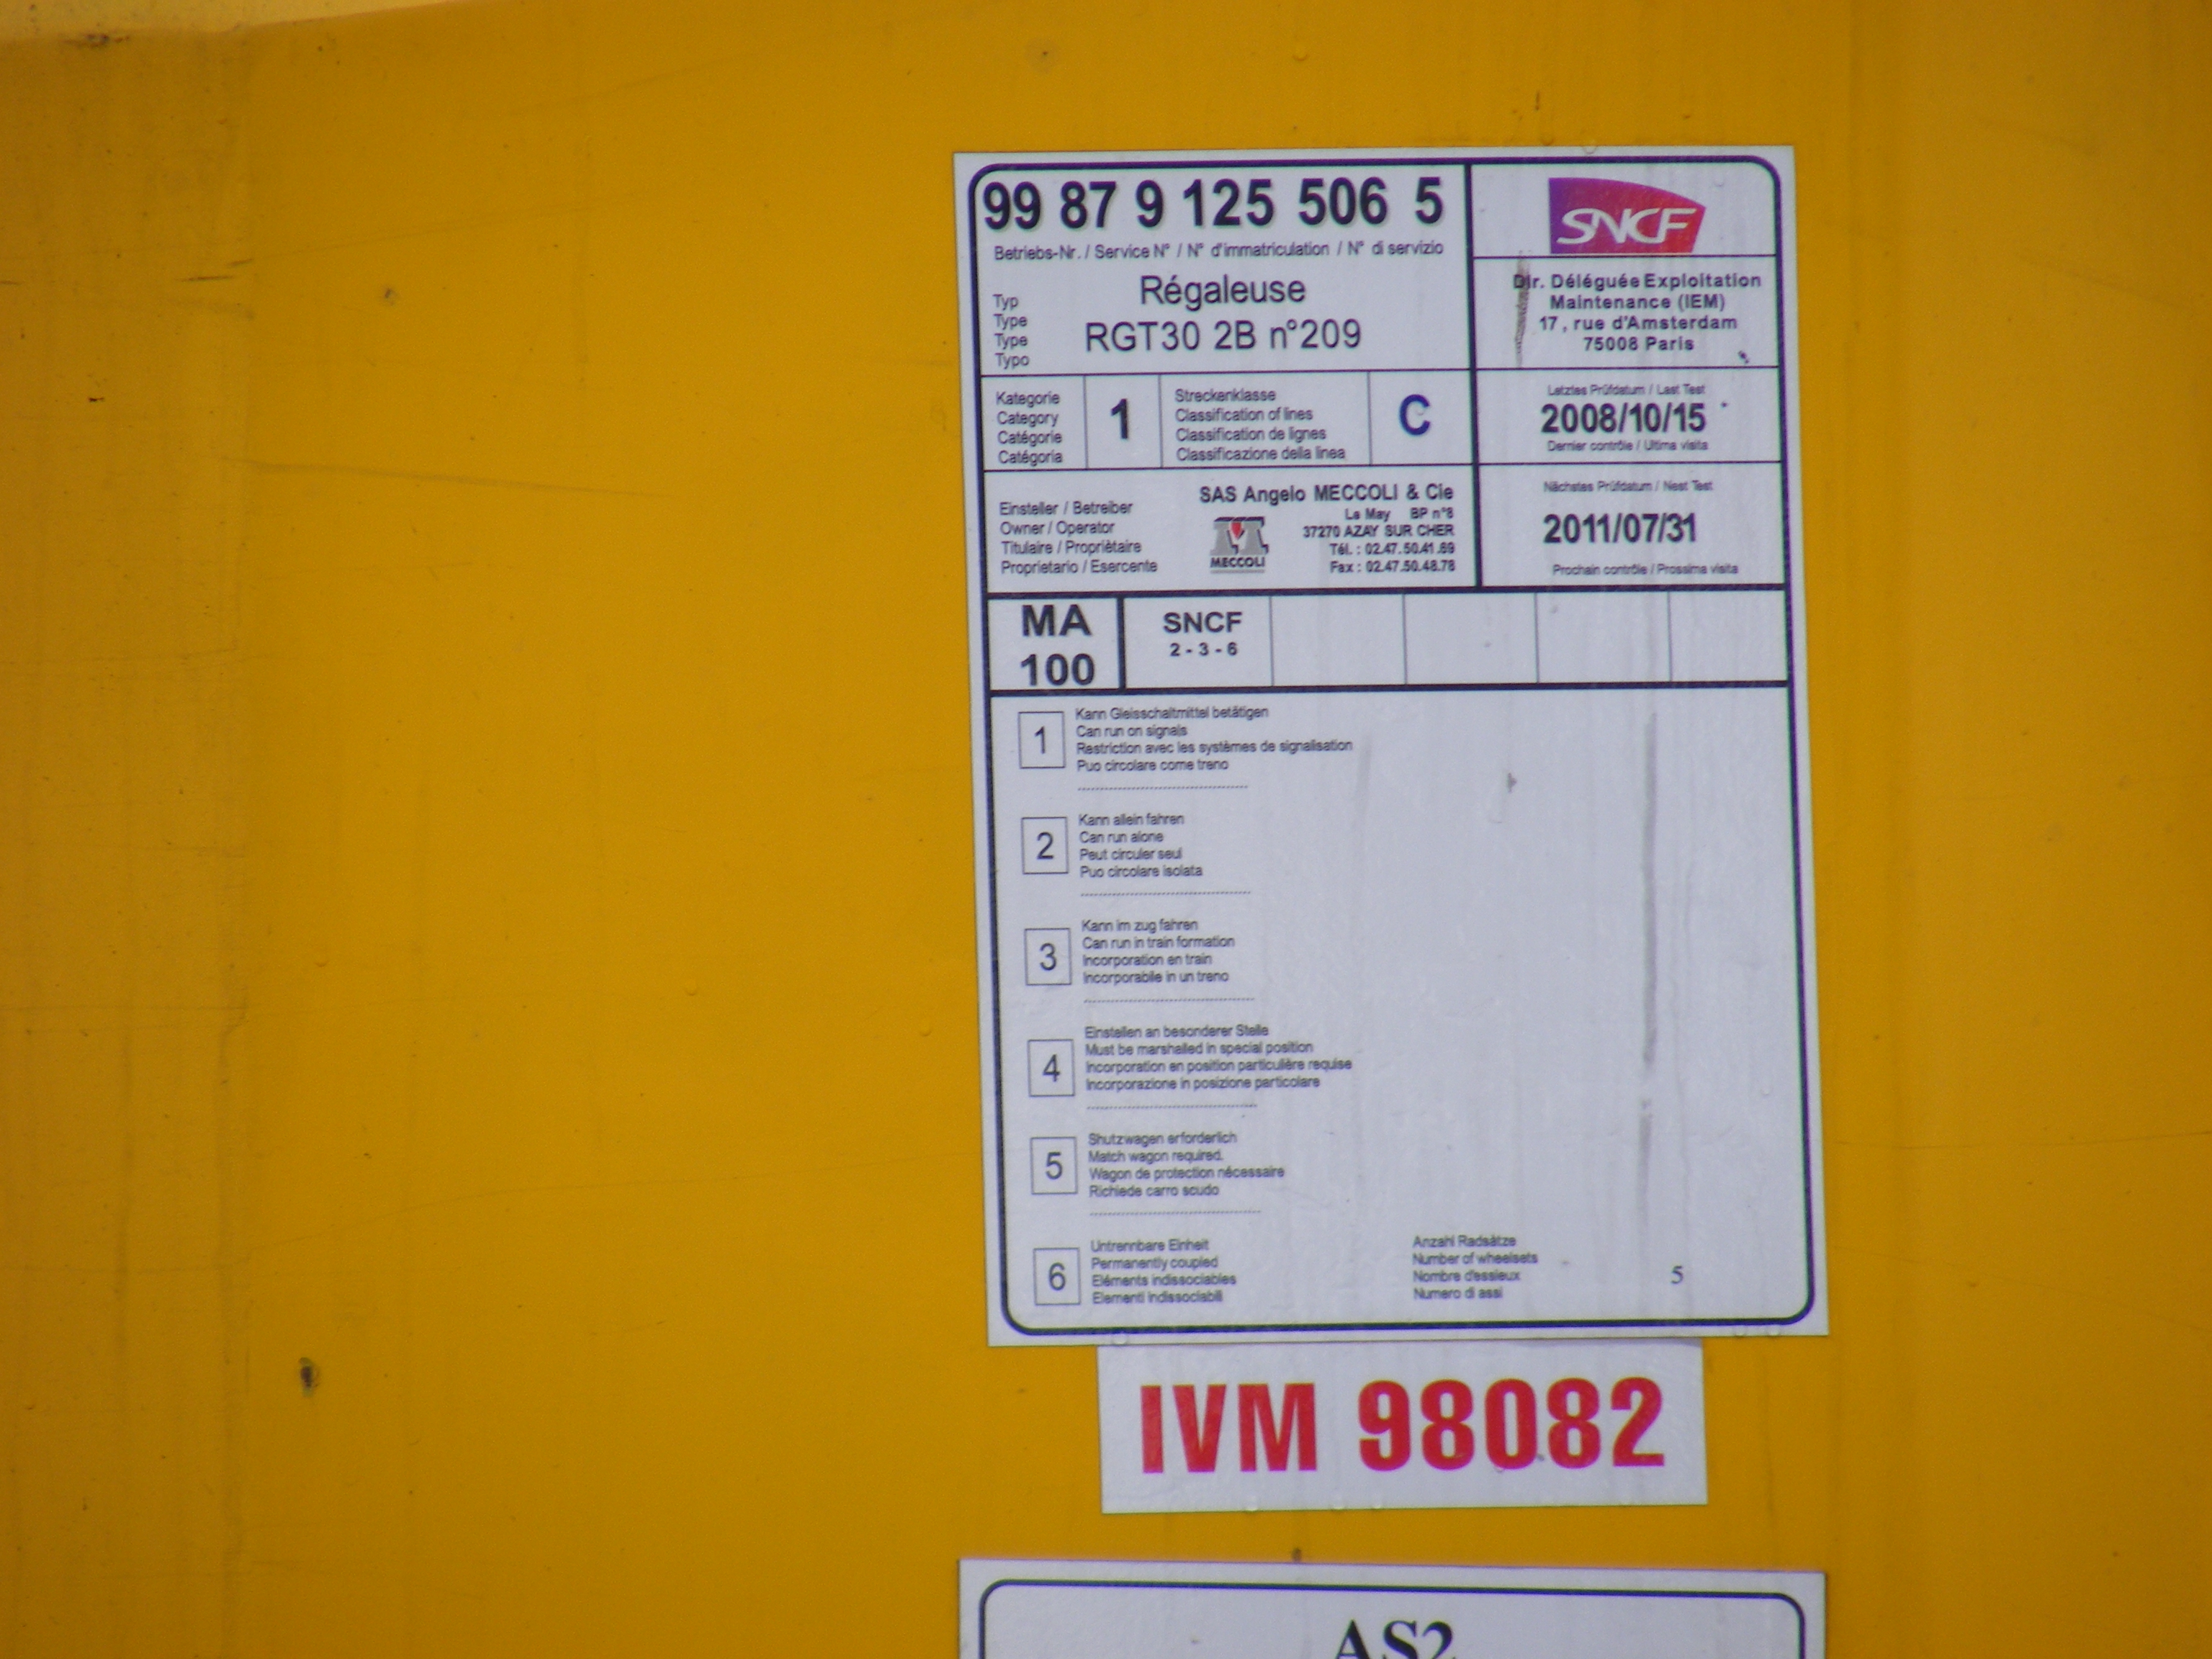 99 87 9 125 506 5
Betriebs-Nr. / Service N° / N° d'immatriculation / N° di servizio
Typ
Type
Type
Typo
Régaleuse
RGT30 2B n°209
SNCF
Dir. Déléguée Exploitation
Maintenance (IEM)
17, rue d'Amsterdam
75008 Paris
Kategorie
Category
Catégorie
Catégoria
1
Streckenklasse
Classification of lines
Classification de lignes
Classificazione della linea
C
Letztes Prüfdatum / Last Test
2008/10/15
Dernier contrôle / Ultima visita
Einsteller / Betreiber
Owner / Operator
Titulaire / Propriètaire
Proprietario / Esercente
SAS Angelo MECCOLI & Cie
MECCOLI
Le May BP n°8
37270 AZAY SUR CHER
Tél. : 02.47.50.41.69
Fax : 02.47.50.48.78
Nächstes Prüfdatum / Nest Test
2011/07/31
Prochain contrôle / Prossima visita
MA
100
SNCF
2 - 3 - 6
1
Kann Gleisschaltmittel betätigen
Can run on signals
Restriction avec les systèmes de signalisation
Puo circolare come treno
2
Kann allein fahren
Can run alone
Peut circuler seul
Puo circolare isolata
3
Kann im zug fahren
Can run in train formation
Incorporation en train
Incorporabile in un treno
4
Einstellen an besonderer Stelle
Must be marshalled in special position
Incorporation en position particulière requise
Incorporazione in posizione particolare
5
Shutzwagen erforderlich
Match wagon required.
Wagon de protection nécessaire
Richiede carro scudo
6
Untrennbare Einheit
Permanently coupled
Eléments indissociables
Elementi indissociabili
Anzahl Radsätze
Number of wheelsets
Nombre d'essieux
Numero di assi
5
IVM 98082
AS2